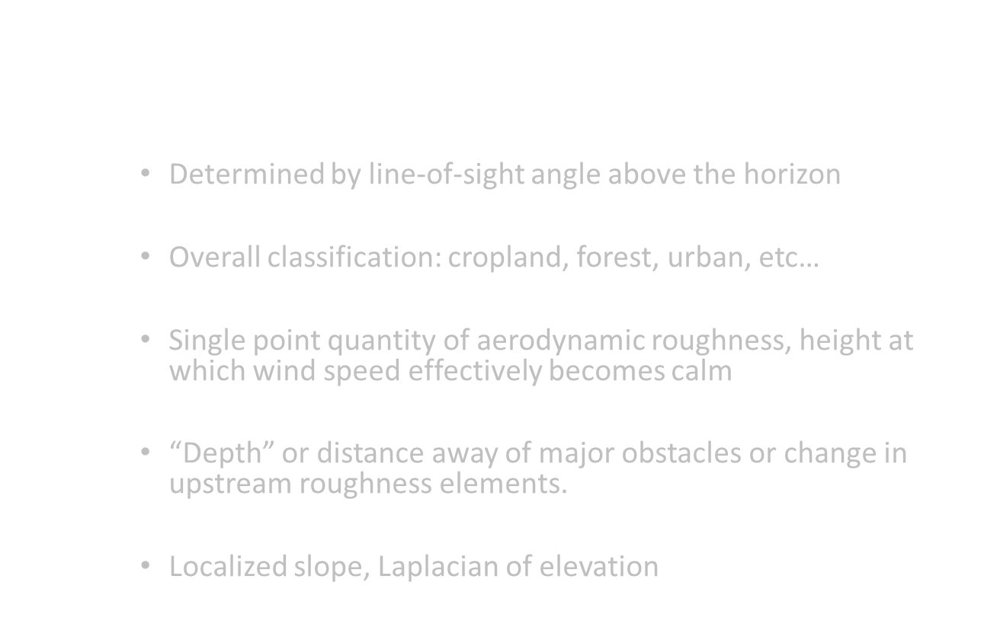 • Determined by line-of-sight angle above the horizon
• Overall classification: cropland, forest, urban, etc…
• Single point quantity of aerodynamic roughness, height at
which wind speed effectively becomes calm
• “Depth” or distance away of major obstacles or change in
upstream roughness elements.
• Localized slope, Laplacian of elevation